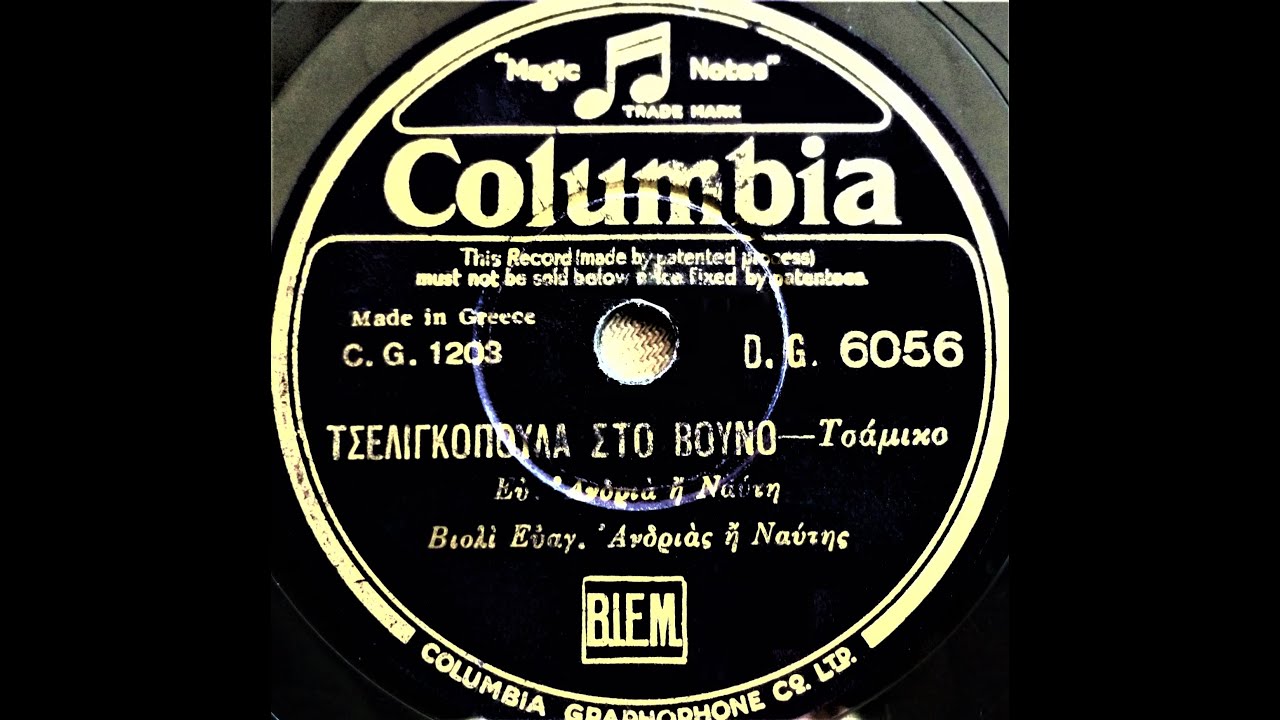 "Magic Notes"
TRADE MARK
Columbia
This Record (made by patented process)
must not be sold below price fixed by patentees.
Made in Greece
C. G. 1203
D. G. 6056
ΤΣΕΛΙΓΚΟΠΟΥΛΑ ΣΤΟ ΒΟΥΝΟ—Τσάμικο
Εὐ. Ἀνδριὰ ἤ Ναύτη
Βιολὶ Εὐαγ. Ἀνδριὰς ἤ Ναύτης
B.I.E.M.
COLUMBIA GRAPHOPHONE CO. LTD.